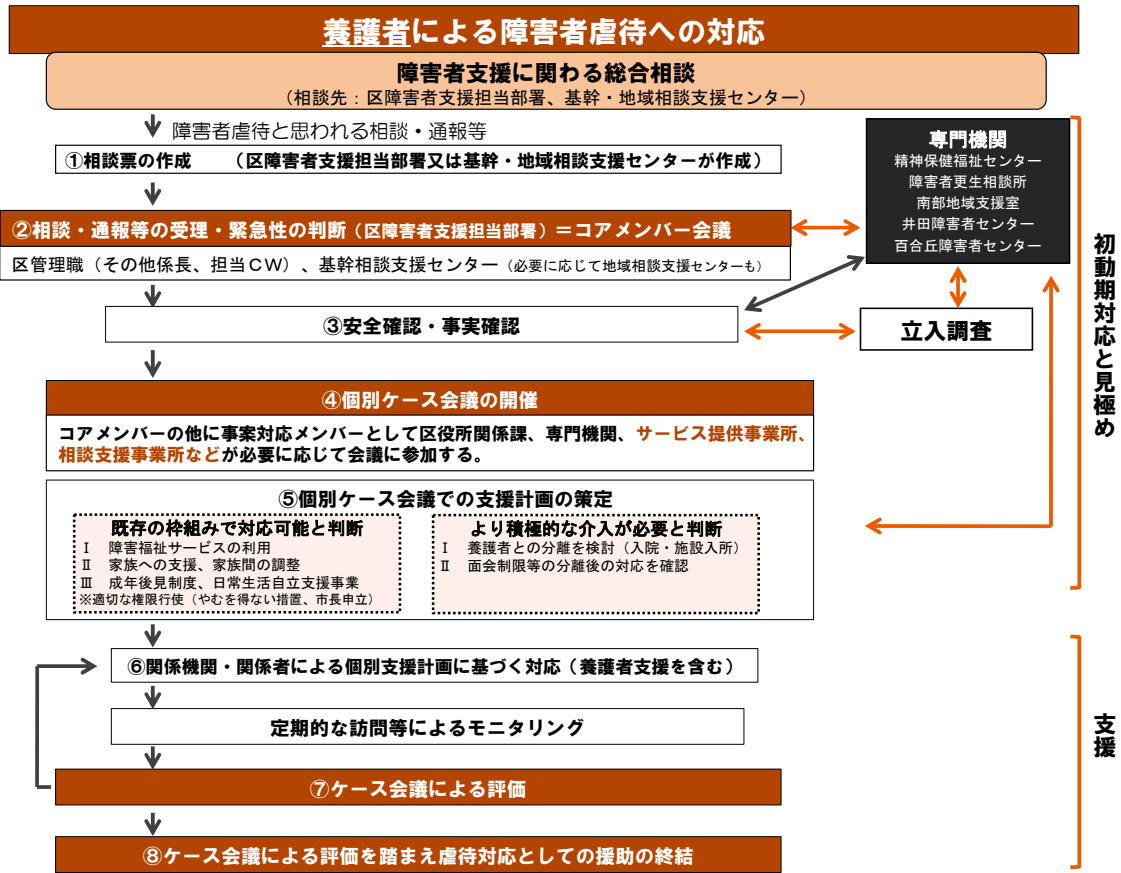 養護者による障害者虐待への対応
障害者支援に関わる総合相談
（相談先：区障害者支援担当部署、基幹・地域相談支援センター）
障害者虐待と思われる相談・通報等
①相談票の作成　　（区障害者支援担当部署又は基幹・地域相談支援センターが作成）
専門機関
精神保健福祉センター
障害者更生相談所
南部地域支援室
井田障害者センター
百合丘障害者センター
②相談・通報等の受理・緊急性の判断（区障害者支援担当部署）＝コアメンバー会議
区管理職（その他係長、担当ＣＷ）、基幹相談支援センター（必要に応じて地域相談支援センターも）
③安全確認・事実確認
立入調査
④個別ケース会議の開催
コアメンバーの他に事案対応メンバーとして区役所関係課、専門機関、サービス提供事業所、
相談支援事業所などが必要に応じて会議に参加する。
⑤個別ケース会議での支援計画の策定
既存の枠組みで対応可能と判断
Ⅰ　障害福祉サービスの利用
Ⅱ　家族への支援、家族間の調整
Ⅲ　成年後見制度、日常生活自立支援事業
※適切な権限行使（やむを得ない措置、市長申立）
より積極的な介入が必要と判断
Ⅰ　養護者との分離を検討（入院・施設入所）
Ⅱ　面会制限等の分離後の対応を確認
初動期対応と見極め
⑥関係機関・関係者による個別支援計画に基づく対応（養護者支援を含む）
定期的な訪問等によるモニタリング
⑦ケース会議による評価
⑧ケース会議による評価を踏まえ虐待対応としての援助の終結
支援